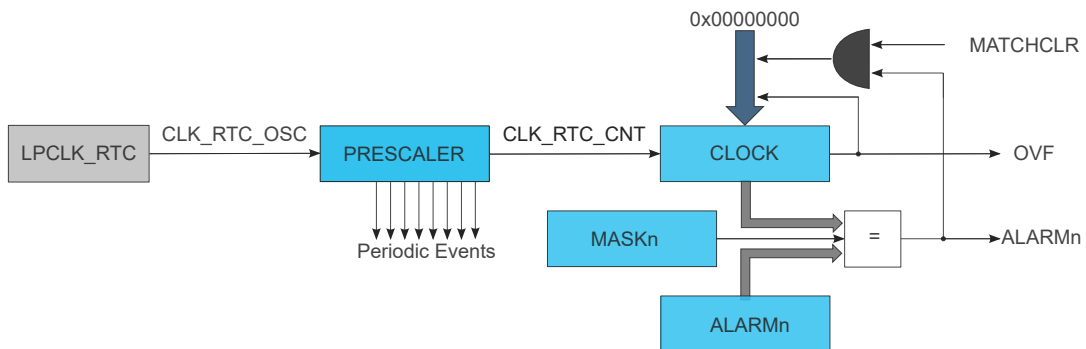 0x00000000
MATCHCLR
CLK_RTC_OSC
CLK_RTC_CNT
LPCLK_RTC
PRESCALER
CLOCK
OVF
Periodic Events
MASKn
=
ALARMn
ALARMn